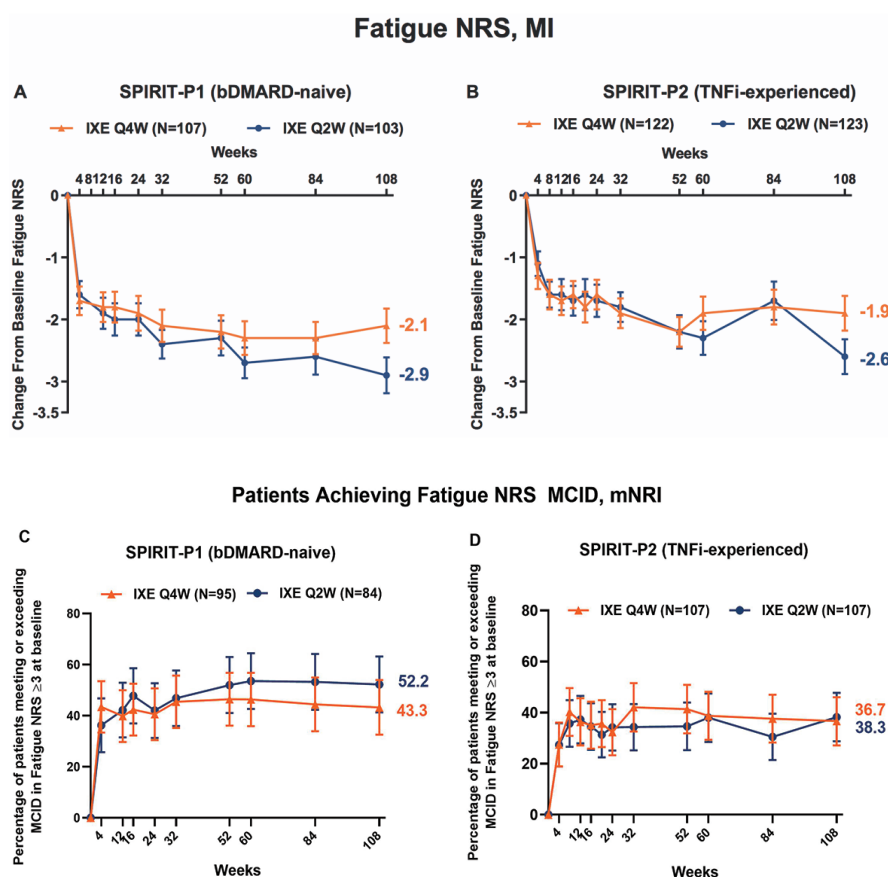 Fatigue NRS, MI
A
SPIRIT-P1 (bDMARD-naive)
IXE Q4W (N=107) IXE Q2W (N=103)
Weeks
4 8 12 16 24 32 52 60 84 108
0
-1
-2
-3
-3.5
Change From Baseline Fatigue NRS
-2.1
-2.9
B
SPIRIT-P2 (TNFi-experienced)
IXE Q4W (N=122) IXE Q2W (N=123)
Weeks
4 8 12 16 24 32 52 60 84 108
0
-1
-2
-3
-3.5
Change From Baseline Fatigue NRS
-1.9
-2.6
Patients Achieving Fatigue NRS MCID, mNRI
C
SPIRIT-P1 (bDMARD-naive)
IXE Q4W (N=95) IXE Q2W (N=84)
80
60
40
20
0
Percentage of patients meeting or exceeding
MCID in Fatigue NRS ≥3 at baseline
52.2
43.3
4 12 16 24 32 52 60 84 108
Weeks
D
SPIRIT-P2 (TNFi-experienced)
IXE Q4W (N=107) IXE Q2W (N=107)
80
60
40
20
0
Percentage of patients meeting or exceeding
MCID in Fatigue NRS ≥3 at baseline
36.7
38.3
4 12 16 24 32 52 60 84 108
Weeks